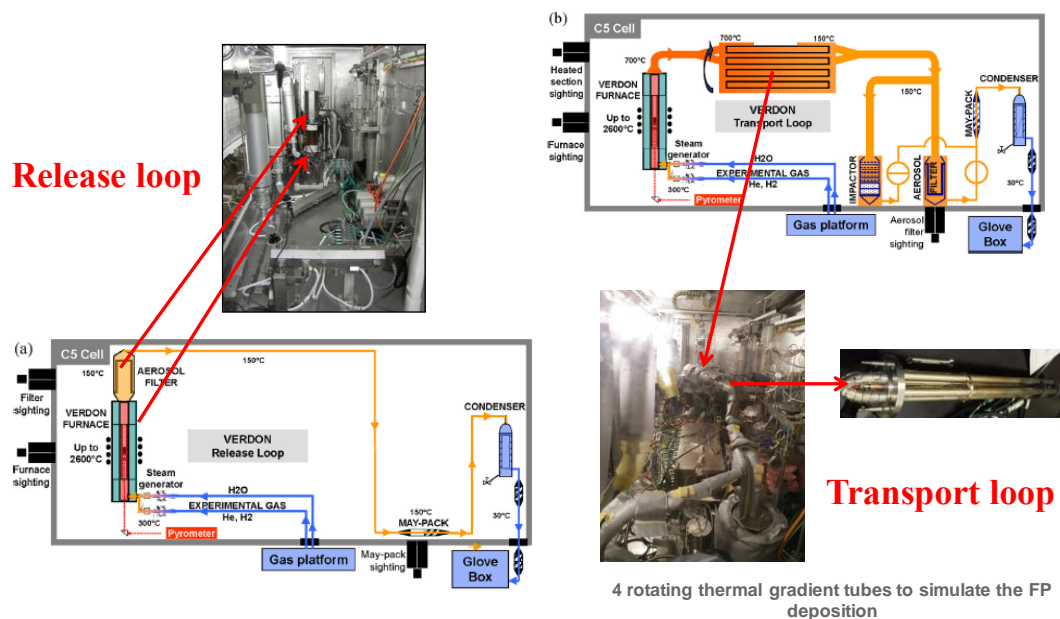 Release loop
(a)
C5 Cell
150°C
AEROSOL
FILTER
150°C
Filter
sighting
VERDON
FURNACE
Up to
2600°C
Furnace
sighting
VERDON
Release Loop
Steam
generator
H2O
EXPERIMENTAL GAS
He, H2
300°C
Pyrometer
Gas platform
150°C
MAY-PACK
May-pack
sighting
CONDENSER
30°C
Glove
Box
(b)
C5 Cell
Heated
section
sighting
Furnace
sighting
700°C
700°C
150°C
VERDON
FURNACE
Up to
2600°C
VERDON
Transport Loop
Steam
generator
H2O
EXPERIMENTAL GAS
He, H2
300°C
Pyrometer
Gas platform
150°C
IMPACTOR
AEROSOL
FILTER
Aerosol
filter
sighting
MAY-PACK
CONDENSER
30°C
Glove
Box
Transport loop
4 rotating thermal gradient tubes to simulate the FP
deposition